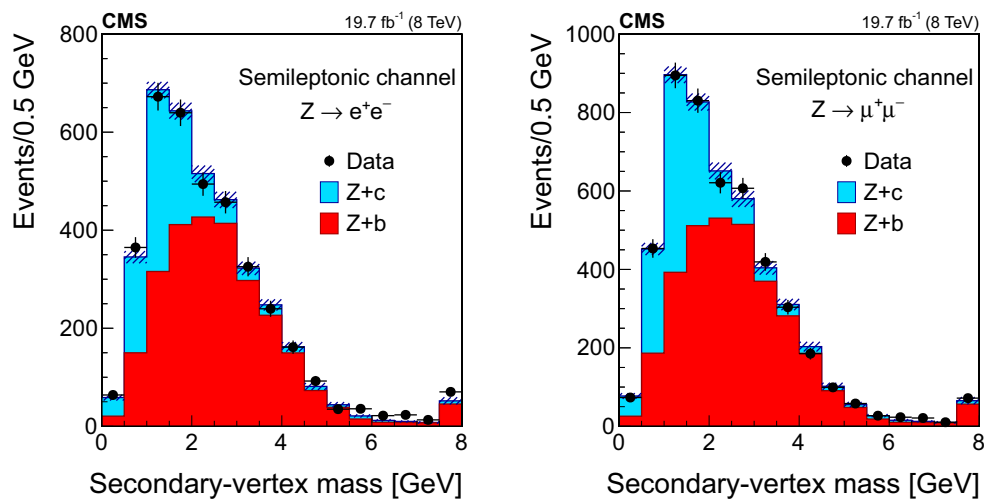 CMS 19.7 fb⁻¹ (8 TeV)
Events/0.5 GeV
800
600
400
200
0
Semileptonic channel
Z → e⁺e⁻
Data
Z+c
Z+b
0 2 4 6 8
Secondary-vertex mass [GeV]
CMS 19.7 fb⁻¹ (8 TeV)
Events/0.5 GeV
1000
800
600
400
200
0
Semileptonic channel
Z → μ⁺μ⁻
Data
Z+c
Z+b
0 2 4 6 8
Secondary-vertex mass [GeV]